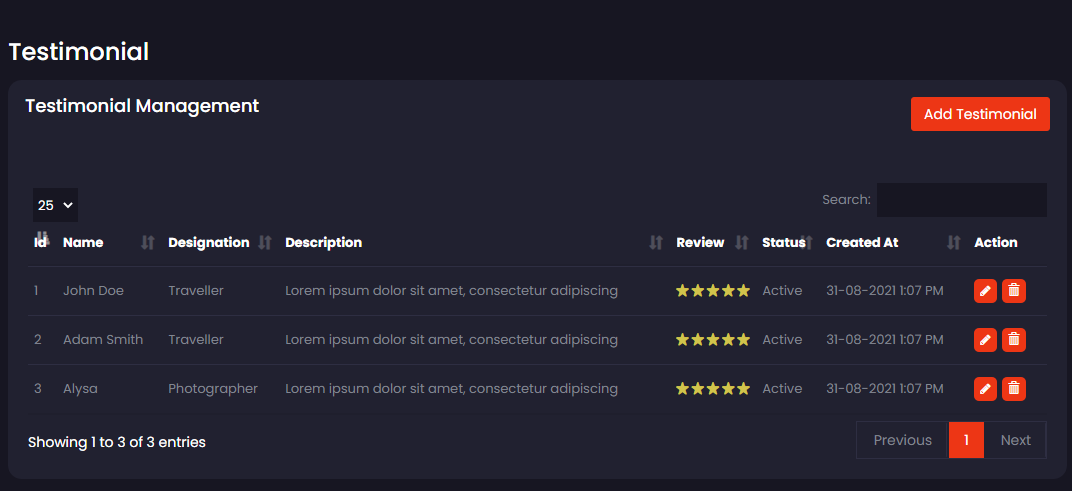 Testimonial
Testimonial Management
Add Testimonial
25
Search:
Id Name Designation Description Review Status Created At Action
1 John Doe Traveller Lorem ipsum dolor sit amet, consectetur adipiscing Active 31-08-2021 1:07 PM
2 Adam Smith Traveller Lorem ipsum dolor sit amet, consectetur adipiscing Active 31-08-2021 1:07 PM
3 Alysa Photographer Lorem ipsum dolor sit amet, consectetur adipiscing Active 31-08-2021 1:07 PM
Showing 1 to 3 of 3 entries
Previous 1 Next